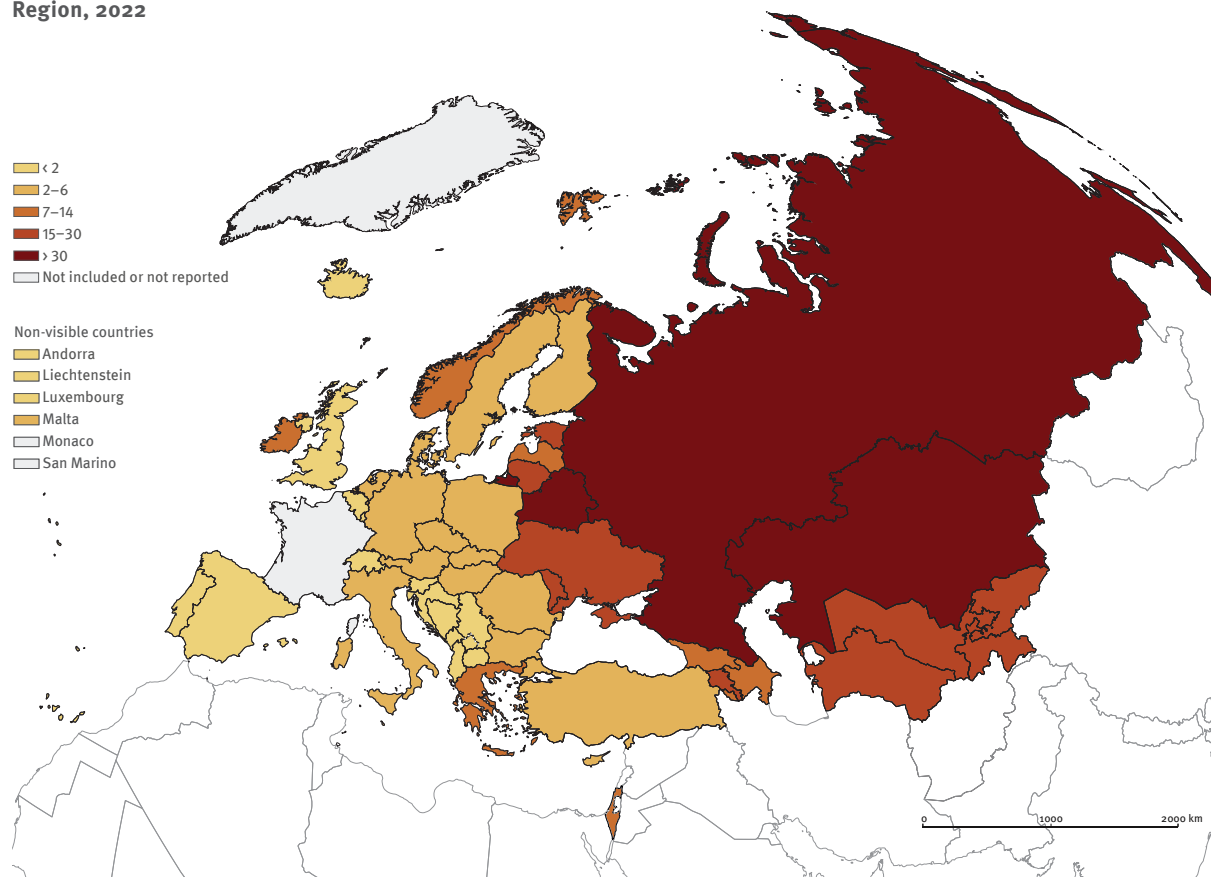 Region, 2022
< 2
2–6
7–14
15–30
> 30
Not included or not reported
Non-visible countries
Andorra
Liechtenstein
Luxembourg
Malta
Monaco
San Marino
0 1000 2000 km